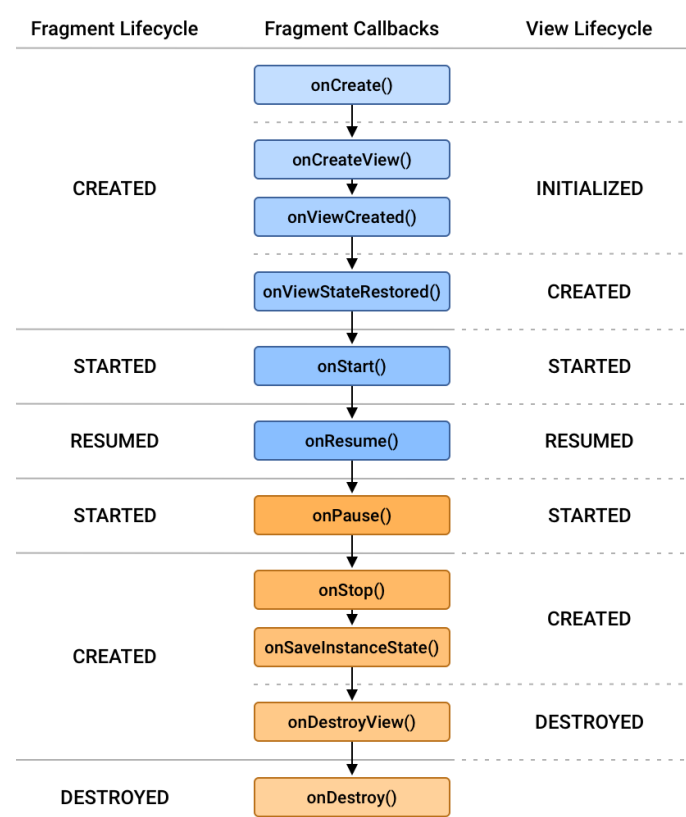 Fragment Lifecycle Fragment Callbacks View Lifecycle
onCreate()
onCreateView()
CREATED INITIALIZED
onViewCreated()
onViewStateRestored() CREATED
STARTED onStart() STARTED
RESUMED onResume() RESUMED
STARTED onPause() STARTED
onStop()
CREATED
onSaveInstanceState()
CREATED
onDestroyView() DESTROYED
DESTROYED onDestroy()